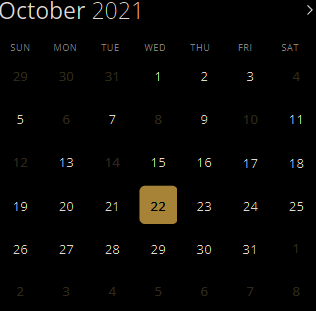 October 2021 >
SUN MON TUE WED THU FRI SAT
29 30 31 1 2 3 4
5 6 7 8 9 10 11
12 13 14 15 16 17 18
19 20 21 22 23 24 25
26 27 28 29 30 31 1
2 3 4 5 6 7 8